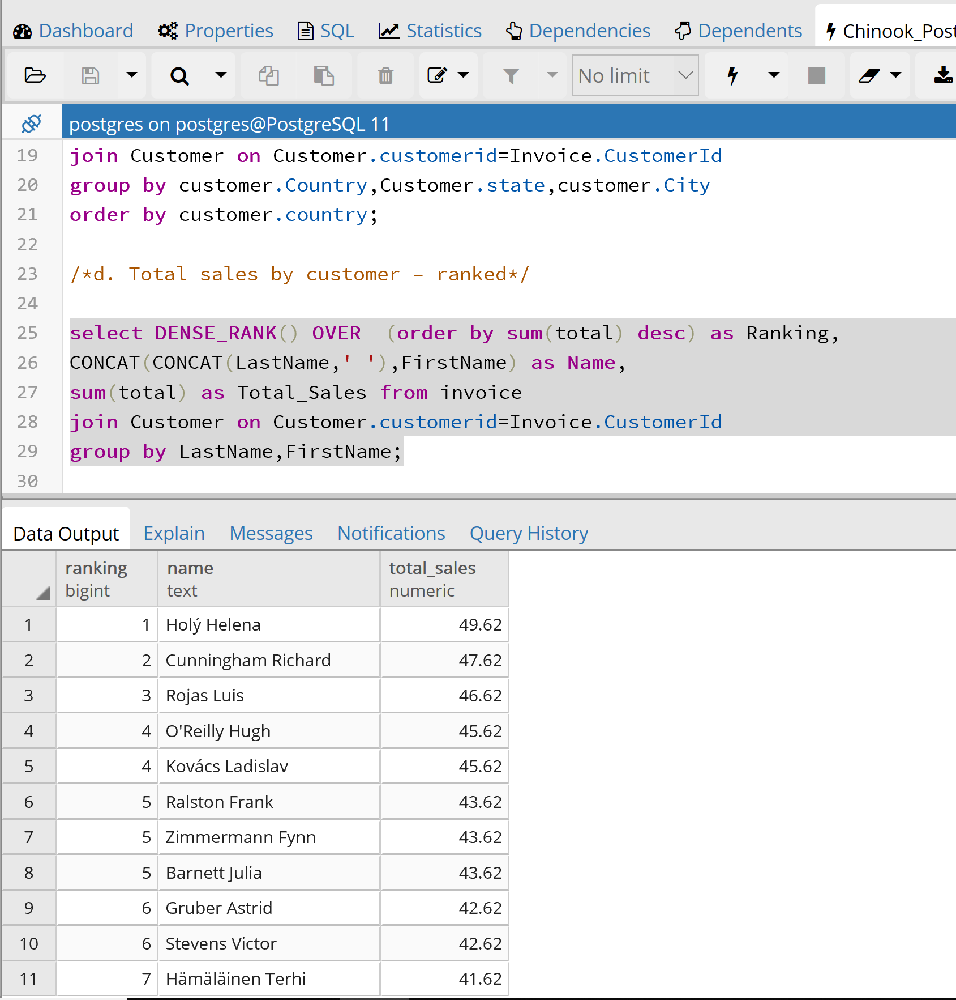 Dashboard Properties SQL Statistics Dependencies Dependents Chinook_Post
No limit
postgres on postgres@PostgreSQL 11
19 join Customer on Customer.customerid=Invoice.CustomerId
20 group by customer.Country,Customer.state,customer.City
21 order by customer.country;
22
23 /*d. Total sales by customer – ranked*/
24
25 select DENSE_RANK() OVER  (order by sum(total) desc) as Ranking,
26 CONCAT(CONCAT(LastName,' '),FirstName) as Name,
27 sum(total) as Total_Sales from invoice
28 join Customer on Customer.customerid=Invoice.CustomerId
29 group by LastName,FirstName;
30
Data Output Explain Messages Notifications Query History
ranking name total_sales
bigint text numeric
1 1 Holý Helena 49.62
2 2 Cunningham Richard 47.62
3 3 Rojas Luis 46.62
4 4 O'Reilly Hugh 45.62
5 4 Kovács Ladislav 45.62
6 5 Ralston Frank 43.62
7 5 Zimmermann Fynn 43.62
8 5 Barnett Julia 43.62
9 6 Gruber Astrid 42.62
10 6 Stevens Victor 42.62
11 7 Hämäläinen Terhi 41.62